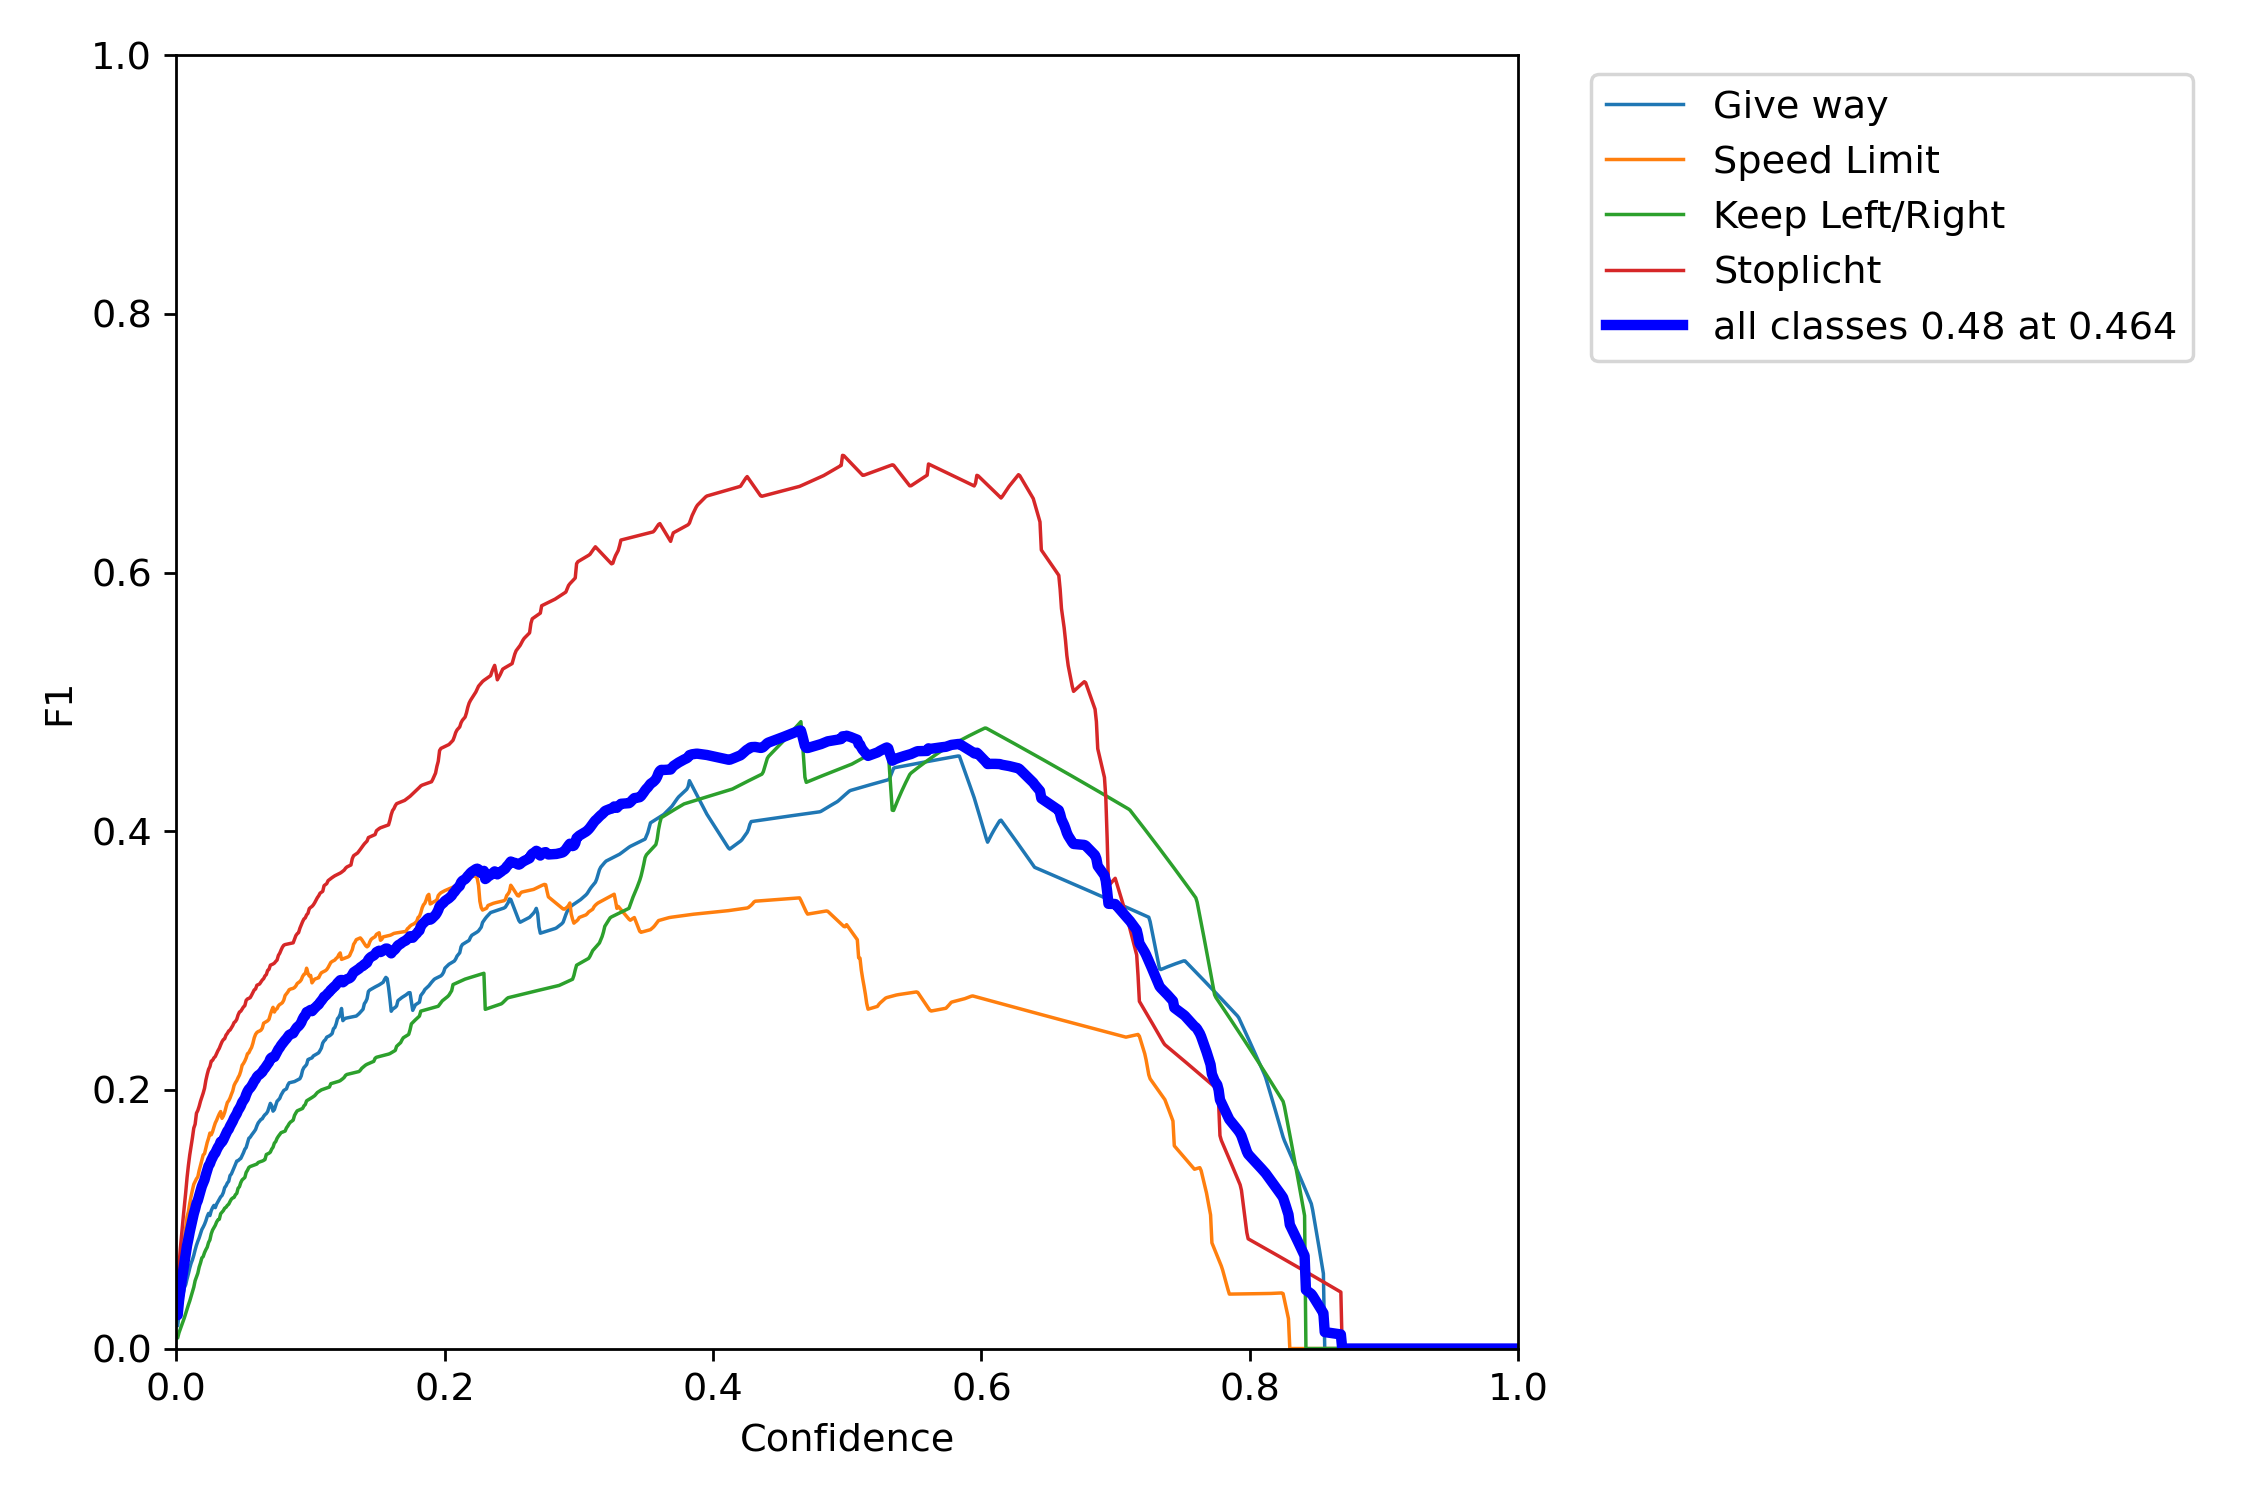 1.0
0.8
0.6
0.4
0.2
0.0
F1
0.0 0.2 0.4 0.6 0.8 1.0
Confidence
Give way
Speed Limit
Keep Left/Right
Stoplicht
all classes 0.48 at 0.464